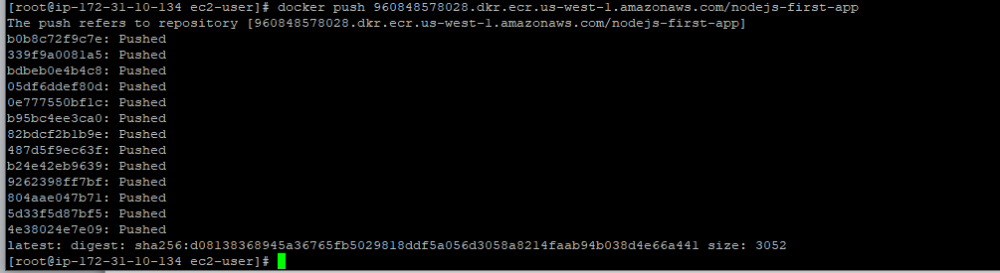 [root@ip-172-31-10-134 ec2-user]# docker push 960848578028.dkr.ecr.us-west-1.amazonaws.com/nodejs-first-app
The push refers to repository [960848578028.dkr.ecr.us-west-1.amazonaws.com/nodejs-first-app]
b0b8c72f9c7e: Pushed
339f9a0081a5: Pushed
bdbeb0e4b4c8: Pushed
05df6ddef80d: Pushed
0e777550bf1c: Pushed
b95bc4ee3ca0: Pushed
82bdcf2b1b9e: Pushed
487d5f9ec63f: Pushed
b24e42eb9639: Pushed
9262398ff7bf: Pushed
804aae047b71: Pushed
5d33f5d87bf5: Pushed
4e38024e7e09: Pushed
latest: digest: sha256:d08138368945a36765fb5029818ddf5a056d3058a8214faab94b038d4e66a441 size: 3052
[root@ip-172-31-10-134 ec2-user]#